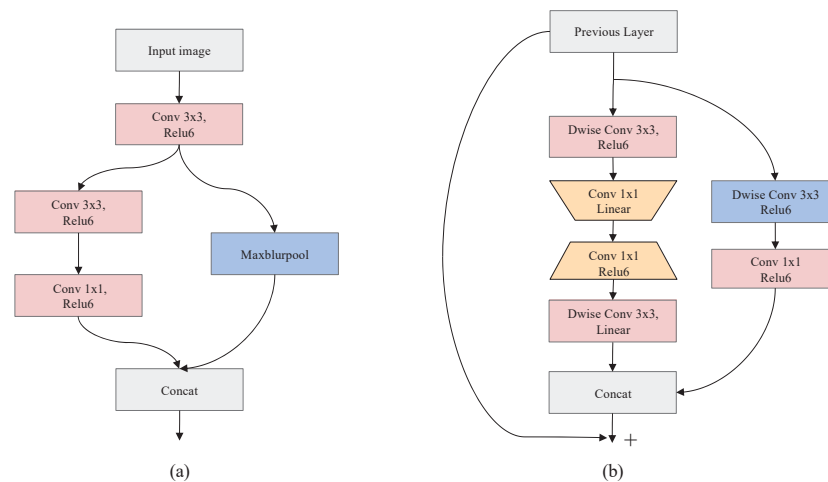 Input image
Conv 3x3,
Relu6
Conv 3x3,
Relu6
Maxblurpool
Conv 1x1,
Relu6
Concat
(a)
Previous Layer
Dwise Conv 3x3,
Relu6
Conv 1x1
Linear
Dwise Conv 3x3
Relu6
Conv 1x1
Relu6
Conv 1x1
Relu6
Dwise Conv 3x3,
Linear
Concat
+
(b)